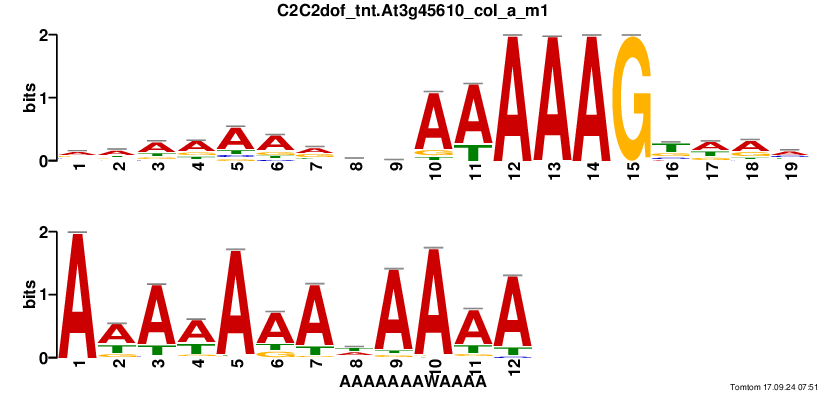 C2C2dof_tnt.At3g45610_col_a_m1
2
bits
1
0
A A A A A A A A A A A A G T A A A
1 2 3 4 5 6 7 8 9 10 11 12 13 14 15 16 17 18 19
2
bits
1
0
A A A A A A A A A A A
1 2 3 4 5 6 7 8 9 10 11 12
AAAAAAAWAAAA
Tomtom 17.09.24 07:51